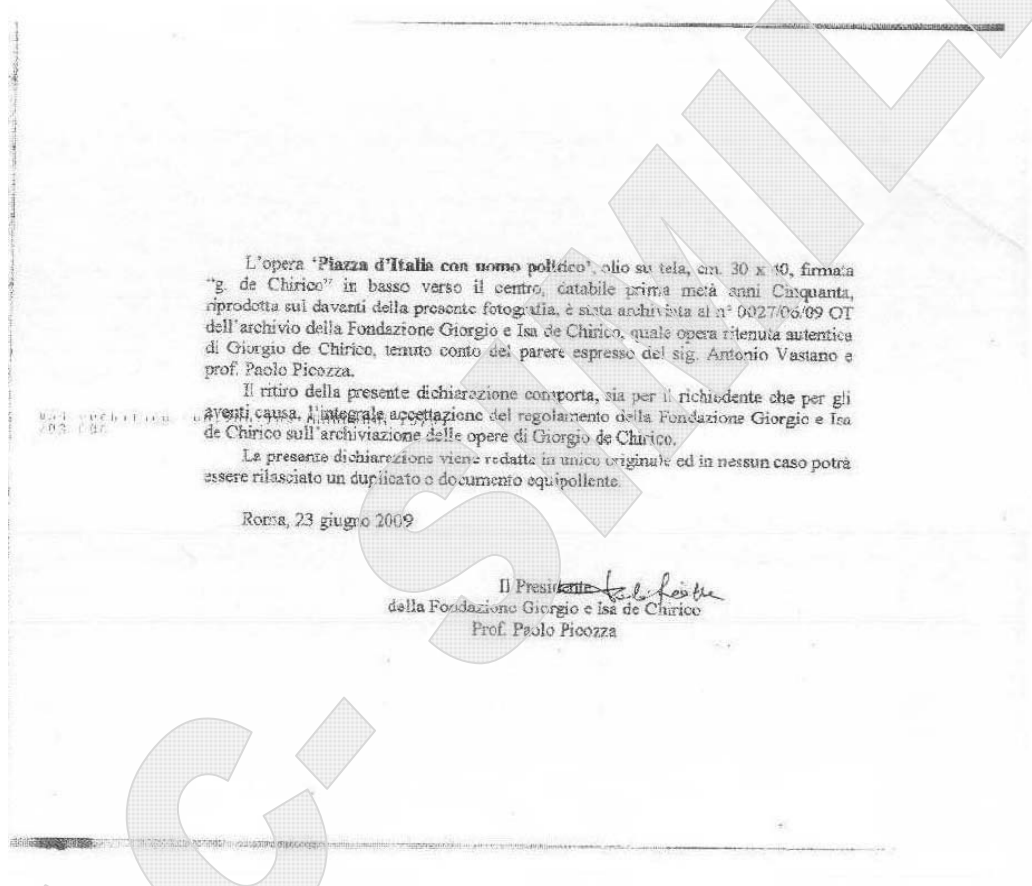 L'opera 'Piazza d'Italia con uomo politico', olio su tela, cm. 30 x 40, firmata
"g. de Chirico" in basso verso il centro, databile prima metà anni Cinquanta,
riprodotta sul davanti della presente fotografia, è stata archiviata al n° 0027/06/09 OT
dell'archivio della Fondazione Giorgio e Isa de Chirico, quale opera ritenuta autentica
di Giorgio de Chirico, tenuto conto del parere espresso del sig. Antonio Vastano e
prof. Paolo Picozza.
Il ritiro della presente dichiarazione comporta, sia per il richiedente che per gli
aventi causa, l'integrale accettazione del regolamento della Fondazione Giorgio e Isa
de Chirico sull'archiviazione delle opere di Giorgio de Chirico.
La presente dichiarazione viene redatta in unico originale ed in nessun caso potrà
essere rilasciato un duplicato o documento equipollente.
Roma, 23 giugno 2009
Il Presidente
della Fondazione Giorgio e Isa de Chirico
Prof. Paolo Picozza
C. SIMIL